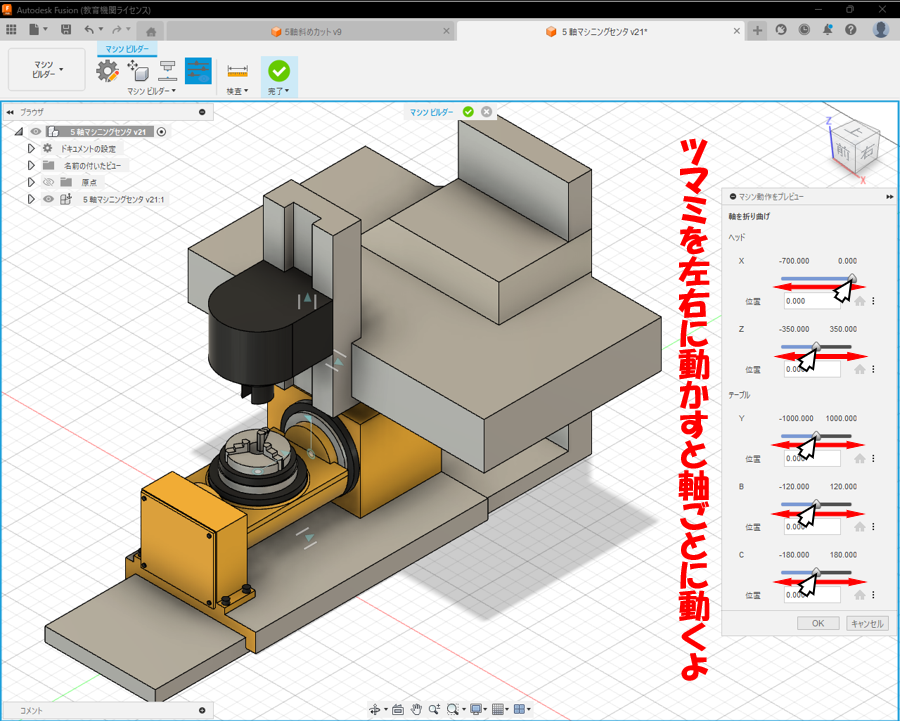 Autodesk Fusion (教育機関ライセンス)
5軸斜めカット v9
5 軸マシニングセンタ v21*
マシン ビルダー
マシン
ビルダー
マシン ビルダー
検査
完了
ブラウザ
マシン ビルダー
5 軸マシニングセンタ v21
ドキュメントの設定
名前の付いたビュー
原点
5 軸マシニングセンタ v21:1
Z
上
前
右
X
ツマミを左右に動かすと軸ごとに動くよ
マシン動作をプレビュー
軸を折り曲げ
ヘッド
X -700.000 0.000
位置 0.000
Z -350.000 350.000
位置 0.000
テーブル
Y -1000.000 1000.000
位置 0.000
B -120.000 120.000
位置 0.000
C -180.000 180.000
位置 0.000
OK キャンセル
コメント